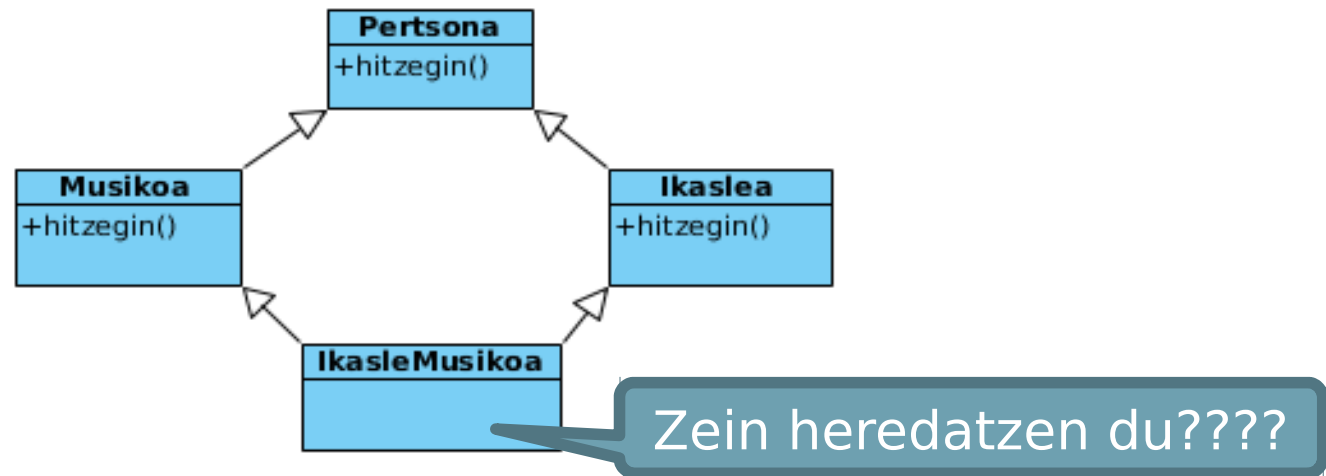 Pertsona
+hitzegin()
Musikoa
+hitzegin()
Ikaslea
+hitzegin()
IkasleMusikoa
Zein heredatzen du????